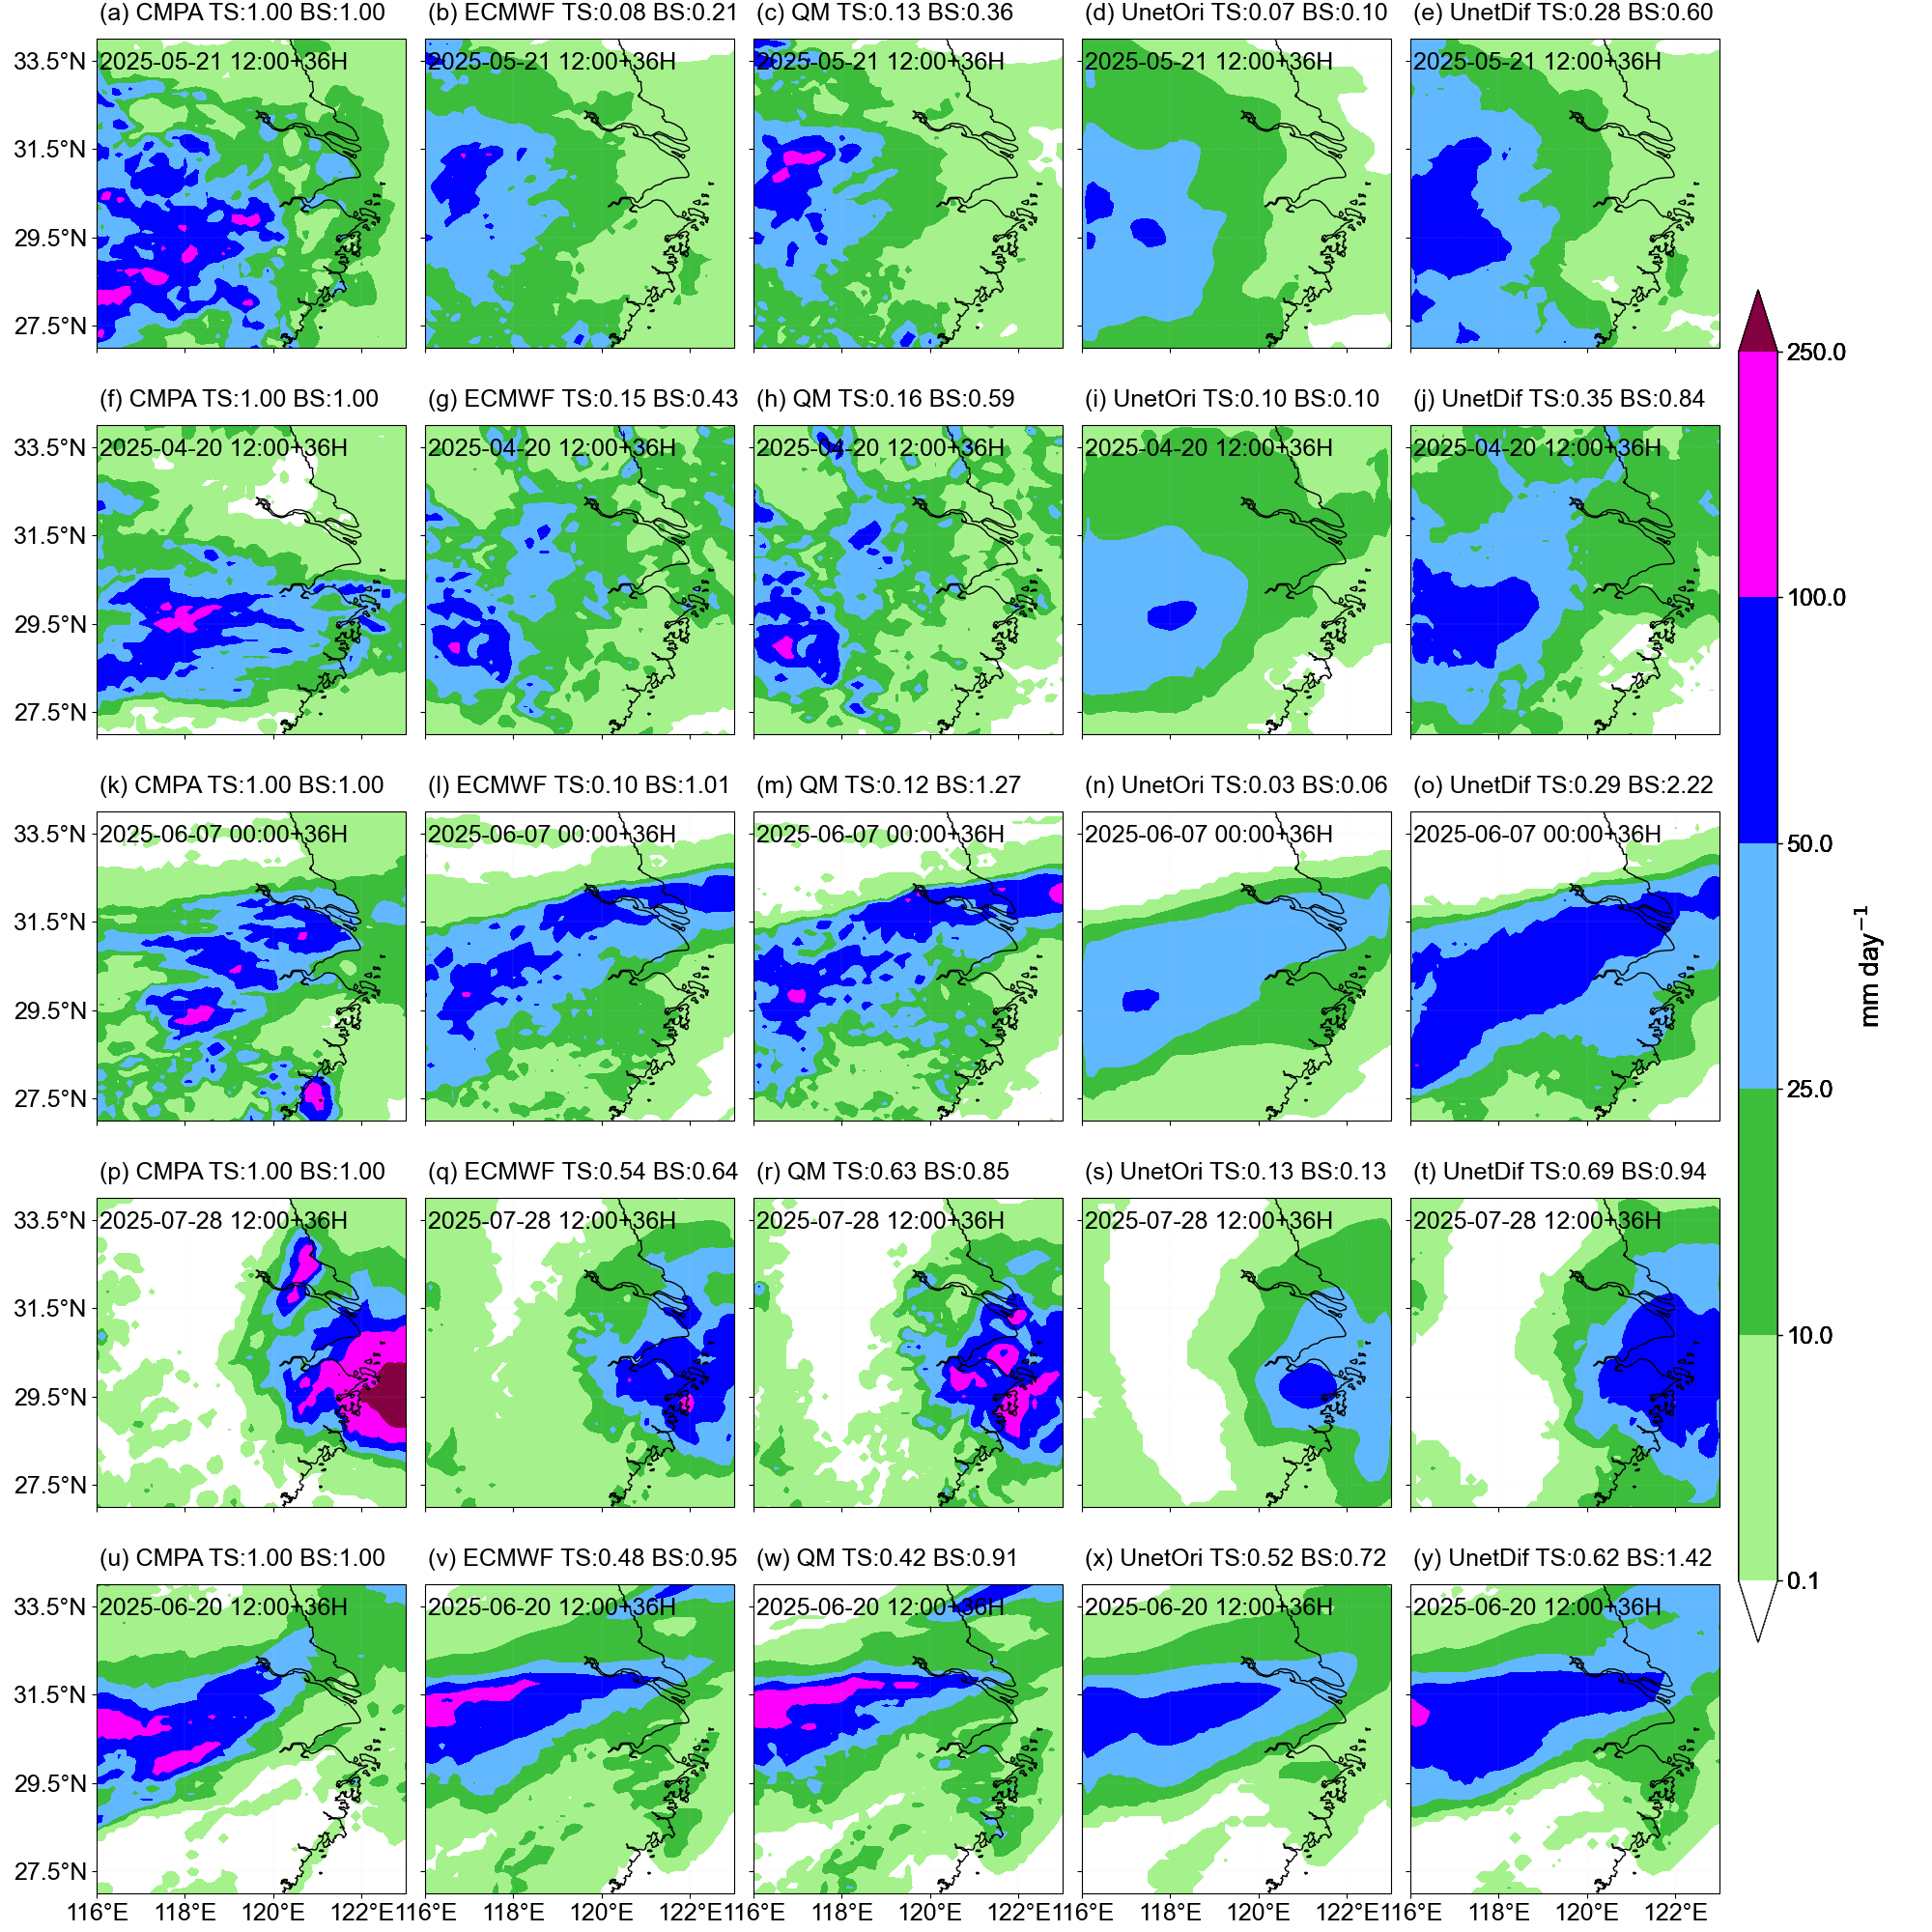 (a) CMPA TS:1.00 BS:1.00
(b) ECMWF TS:0.08 BS:0.21
(c) QM TS:0.13 BS:0.36
(d) UnetOri TS:0.07 BS:0.10
(e) UnetDif TS:0.28 BS:0.60
33.5°N
2025-05-21 12:00+36H
2025-05-21 12:00+36H
2025-05-21 12:00+36H
2025-05-21 12:00+36H
2025-05-21 12:00+36H
31.5°N
29.5°N
27.5°N
(f) CMPA TS:1.00 BS:1.00
(g) ECMWF TS:0.15 BS:0.43
(h) QM TS:0.16 BS:0.59
(i) UnetOri TS:0.10 BS:0.10
(j) UnetDif TS:0.35 BS:0.84
33.5°N
2025-04-20 12:00+36H
2025-04-20 12:00+36H
2025-04-20 12:00+36H
2025-04-20 12:00+36H
2025-04-20 12:00+36H
31.5°N
29.5°N
27.5°N
(k) CMPA TS:1.00 BS:1.00
(l) ECMWF TS:0.10 BS:1.01
(m) QM TS:0.12 BS:1.27
(n) UnetOri TS:0.03 BS:0.06
(o) UnetDif TS:0.29 BS:2.22
33.5°N
2025-06-07 00:00+36H
2025-06-07 00:00+36H
2025-06-07 00:00+36H
2025-06-07 00:00+36H
2025-06-07 00:00+36H
31.5°N
29.5°N
27.5°N
(p) CMPA TS:1.00 BS:1.00
(q) ECMWF TS:0.54 BS:0.64
(r) QM TS:0.63 BS:0.85
(s) UnetOri TS:0.13 BS:0.13
(t) UnetDif TS:0.69 BS:0.94
33.5°N
2025-07-28 12:00+36H
2025-07-28 12:00+36H
2025-07-28 12:00+36H
2025-07-28 12:00+36H
2025-07-28 12:00+36H
31.5°N
29.5°N
27.5°N
(u) CMPA TS:1.00 BS:1.00
(v) ECMWF TS:0.48 BS:0.95
(w) QM TS:0.42 BS:0.91
(x) UnetOri TS:0.52 BS:0.72
(y) UnetDif TS:0.62 BS:1.42
33.5°N
2025-06-20 12:00+36H
2025-06-20 12:00+36H
2025-06-20 12:00+36H
2025-06-20 12:00+36H
2025-06-20 12:00+36H
31.5°N
29.5°N
27.5°N
116°E 118°E 120°E 122°E
116°E 118°E 120°E 122°E
116°E 118°E 120°E 122°E
116°E 118°E 120°E 122°E
116°E 118°E 120°E 122°E
250.0
100.0
50.0
25.0
10.0
0.1
mm day⁻¹